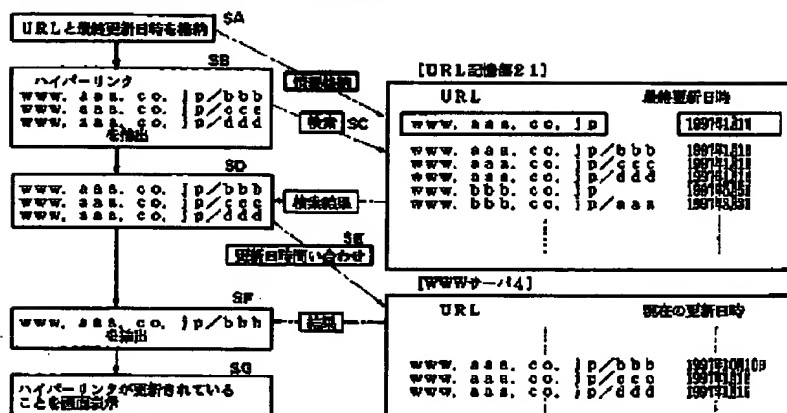 SA
URLと最終更新日時を格納
SB
ハイパーリンク
www. aaa. co. jp/bbb
www. aaa. co. jp/ccc
www. aaa. co. jp/ddd
を抽出
情報格納
検索 SC
[URL記憶部21]
URL 最終更新日時
www. aaa. co. jp
www. aaa. co. jp/bbb
www. aaa. co. jp/ccc
www. aaa. co. jp/ddd
www. bbb. co. jp
www. bbb. co. jp/aaa
SD
www. aaa. co. jp/bbb
www. aaa. co. jp/ccc
www. aaa. co. jp/ddd
検索結果
SE
更新日時問い合わせ
[WWWサーバ4]
URL 現在の更新日時
www. aaa. co. jp/bbb
www. aaa. co. jp/ccc
www. aaa. co. jp/ddd
SF
www. aaa. co. jp/bbb
を抽出
結果
SG
ハイパーリンクが更新されている
ことを画面表示